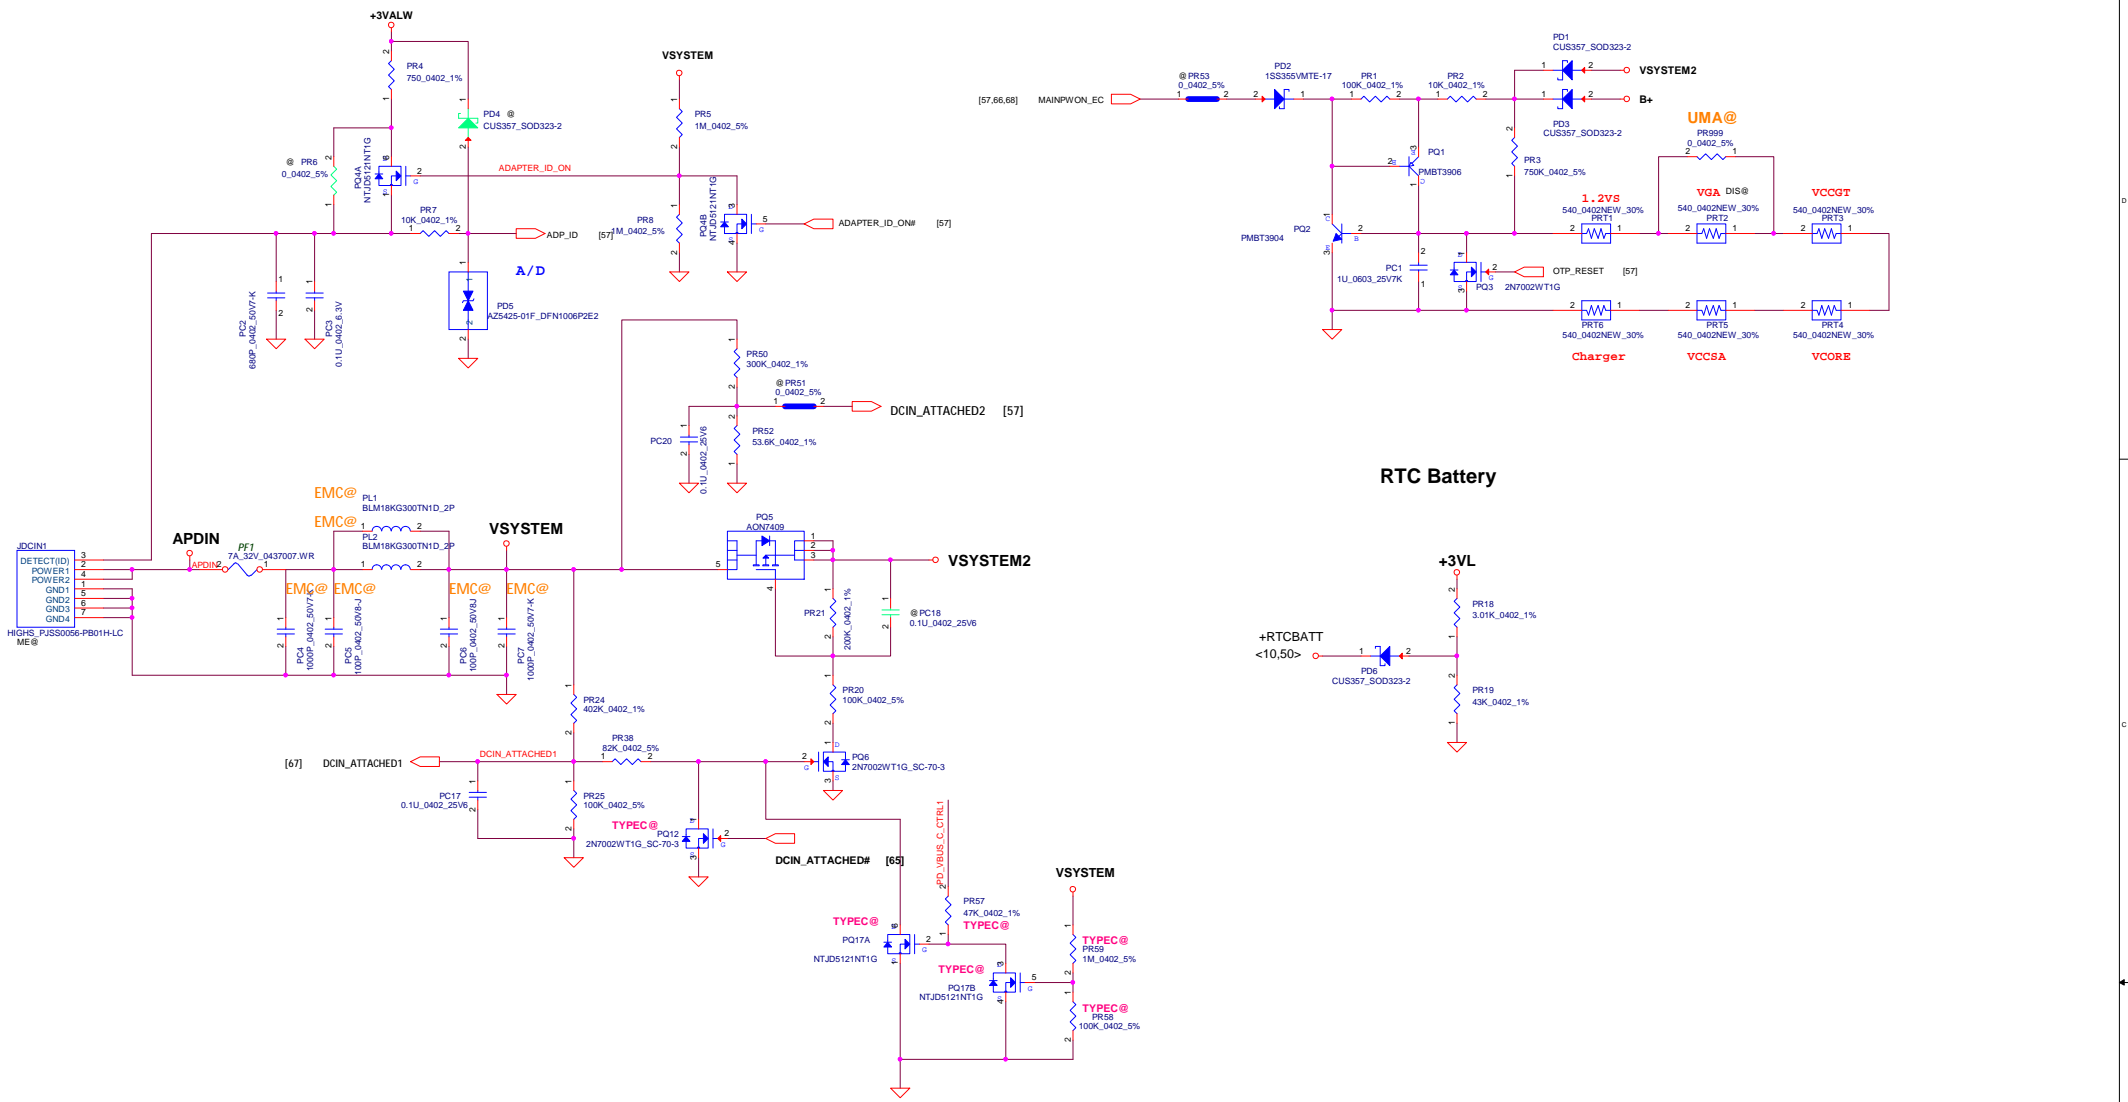 +3VALW
PR4
750_0402_1%
PD4 @
CUS357_SOD323-2
@ PR6
0_0402_5%
PQ4A
NTJD5121NT1G
ADAPTER_ID_ON
PR7
10K_0402_1%
ADP_ID [57]
A/D
PD5
AZ5425-01F_DFN1006P2E2
PC2
680P_0402_50V7-K
PC3
0.1U_0402_6.3V
VSYSTEM
PR5
1M_0402_5%
PR8
1M_0402_5%
PQ4B
NTJD5121NT1G
ADAPTER_ID_ON# [57]
PR50
300K_0402_1%
@ PR51
0_0402_5%
DCIN_ATTACHED2 [57]
PC20
0.1U_0402_25V6
PR52
53.6K_0402_1%
[57,66,68] MAINPWON_EC
@ PR53
0_0402_5%
PD2
1SS355VMTE-17
PR1
100K_0402_1%
PR2
10K_0402_1%
PD1
CUS357_SOD323-2
VSYSTEM2
B+
PD3
CUS357_SOD323-2
PR3
750K_0402_5%
PQ1
PMBT3906
PQ2
PMBT3904
PC1
1U_0603_25V7K
PQ3
2N7002WT1G
OTP_RESET [57]
UMA@
PR999
0_0402_5%
1.2VS
540_0402NEW_30%
PRT1
VGA DIS@
540_0402NEW_30%
PRT2
VCCGT
540_0402NEW_30%
PRT3
PRT6
540_0402NEW_30%
Charger
PRT5
540_0402NEW_30%
VCCSA
PRT4
540_0402NEW_30%
VCORE
RTC Battery
+3VL
PR18
3.01K_0402_1%
+RTCBATT
<10,50>
PD6
CUS357_SOD323-2
PR19
43K_0402_1%
JDCIN1
DETECT(ID) 3
POWER1 2
POWER2 4
GND1 1
GND2 5
GND3 6
GND4 7
HIGHS_PJSS0056-PB01H-LC
ME@
APDIN
APDIN
PF1
7A_32V_0437007.WR
EMC@
PL1
BLM18KG300TN1D_2P
EMC@
PL2
BLM18KG300TN1D_2P
VSYSTEM
EMC@ EMC@ EMC@ EMC@
PC4
1000P_0402_50V7-K
PC5
100P_0402_50V8-J
PC6
100P_0402_50V8J
PC7
1000P_0402_50V7-K
PQ5
AON7409
VSYSTEM2
PR21
200K_0402_1%
@ PC18
0.1U_0402_25V6
PR20
100K_0402_5%
PQ6
2N7002WT1G_SC-70-3
PR24
402K_0402_1%
PR38
82K_0402_5%
[67] DCIN_ATTACHED1
DCIN_ATTACHED1
PC17
0.1U_0402_25V6
PR25
100K_0402_5%
TYPEC@
PQ12
2N7002WT1G_SC-70-3
DCIN_ATTACHED# [65]
PD_VBUS_C_CTRL1
PR57
47K_0402_1%
TYPEC@
TYPEC@
PQ17A
NTJD5121NT1G
TYPEC@
PQ17B
NTJD5121NT1G
VSYSTEM
TYPEC@
PR59
1M_0402_5%
TYPEC@
PR58
100K_0402_5%
D
C